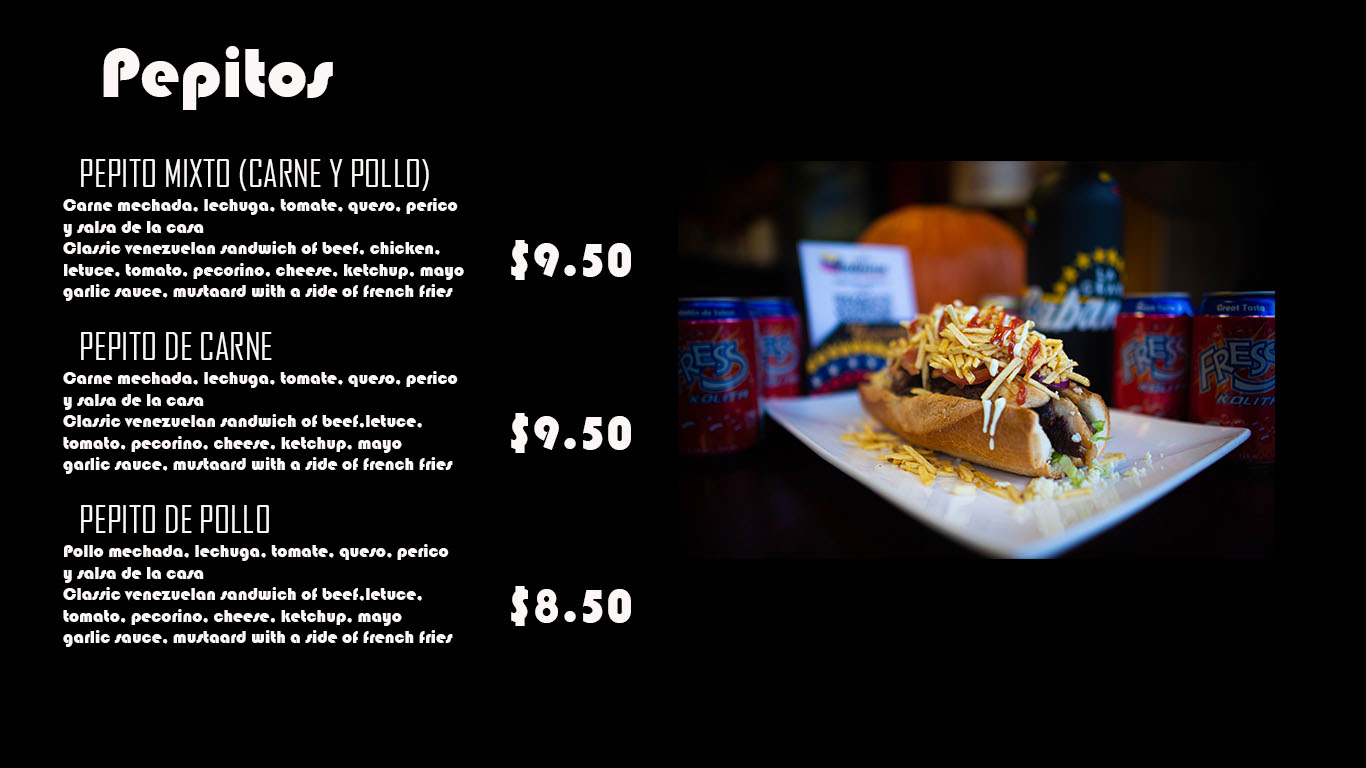 Pepitos
PEPITO MIXTO (CARNE Y POLLO)
Carne mechada, lechuga, tomate, queso, perico
y salsa de la casa
Classic venezuelan sandwich of beef, chicken,
letuce, tomato, pecorino, cheese, ketchup, mayo
garlic sauce, mustaard with a side of french fries
$9.50
PEPITO DE CARNE
Carne mechada, lechuga, tomate, queso, perico
y salsa de la casa
Classic venezuelan sandwich of beef,letuce,
tomato, pecorino, cheese, ketchup, mayo
garlic sauce, mustaard with a side of french fries
$9.50
PEPITO DE POLLO
Pollo mechada, lechuga, tomate, queso, perico
y salsa de la casa
Classic venezuelan sandwich of beef,letuce,
tomato, pecorino, cheese, ketchup, mayo
garlic sauce, mustaard with a side of french fries
$8.50
FRESS
KOLITA
Great Taste
FRESS
KOLITA